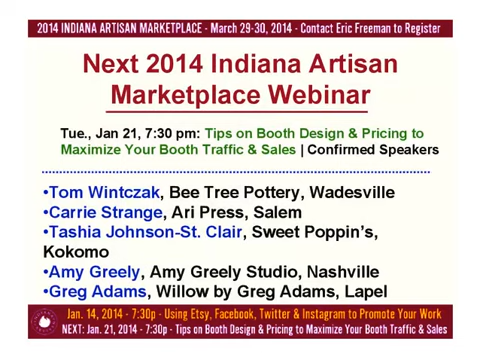 2014 INDIANA ARTISAN MARKETPLACE - March 29-30, 2014 - Contact Eric Freeman to Register
Next 2014 Indiana Artisan
Marketplace Webinar
Tue., Jan 21, 7:30 pm: Tips on Booth Design & Pricing to
Maximize Your Booth Traffic & Sales | Confirmed Speakers
•Tom Wintczak, Bee Tree Pottery, Wadesville
•Carrie Strange, Ari Press, Salem
•Tashia Johnson-St. Clair, Sweet Poppin's,
Kokomo
•Amy Greely, Amy Greely Studio, Nashville
•Greg Adams, Willow by Greg Adams, Lapel
Jan. 14, 2014 - 7:30p - Using Etsy, Facebook, Twitter & Instagram to Promote Your Work
NEXT: Jan. 21, 2014 - 7:30p - Tips on Booth Design & Pricing to Maximize Your Booth Traffic & Sales